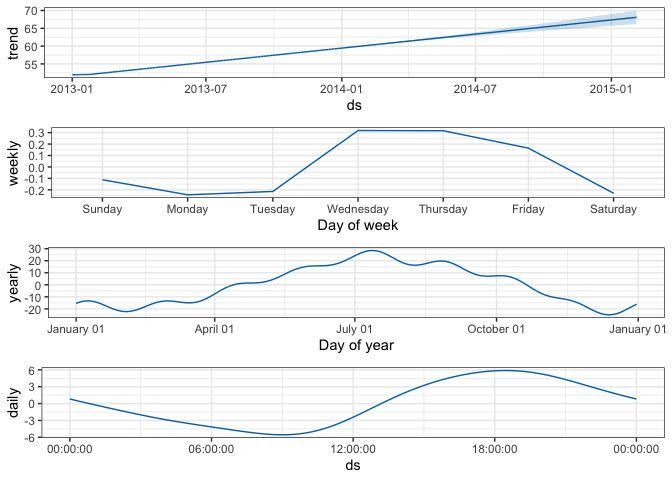 trend
70
65
60
55
2013-01 2013-07 2014-01 2014-07 2015-01
ds
weekly
0.3
0.2
0.1
0.0
-0.1
-0.2
Sunday Monday Tuesday Wednesday Thursday Friday Saturday
Day of week
yearly
30
20
10
0
-10
-20
January 01 April 01 July 01 October 01 January 01
Day of year
daily
6
3
0
-3
-6
00:00:00 06:00:00 12:00:00 18:00:00 00:00:00
ds